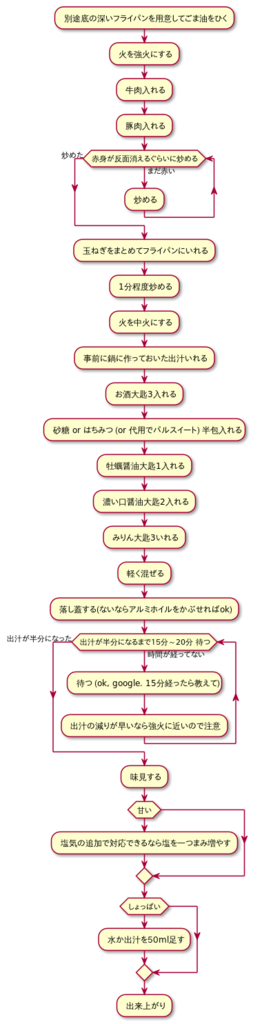 別途底の深いフライパンを用意してごま油をひく
火を強火にする
牛肉入れる
豚肉入れる
炒めた
赤身が反面消えるぐらいに炒める
まだ赤い
炒める
玉ねぎをまとめてフライパンにいれる
1分程度炒める
火を中火にする
事前に鍋に作っておいた出汁いれる
お酒大匙3入れる
砂糖 or はちみつ (or 代用でパルスイート) 半包入れる
牡蠣醤油大匙1入れる
濃い口醤油大匙2入れる
みりん大匙3いれる
軽く混ぜる
落し蓋する(ないならアルミホイルをかぶせればok)
出汁が半分になった
出汁が半分になるまで15分～20分 待つ
時間が経ってない
待つ (ok, google. 15分経ったら教えて)
出汁の減りが早いなら強火に近いので注意
味見する
甘い
塩気の追加で対応できるなら塩を一つまみ増やす
しょっぱい
水か出汁を50ml足す
出来上がり